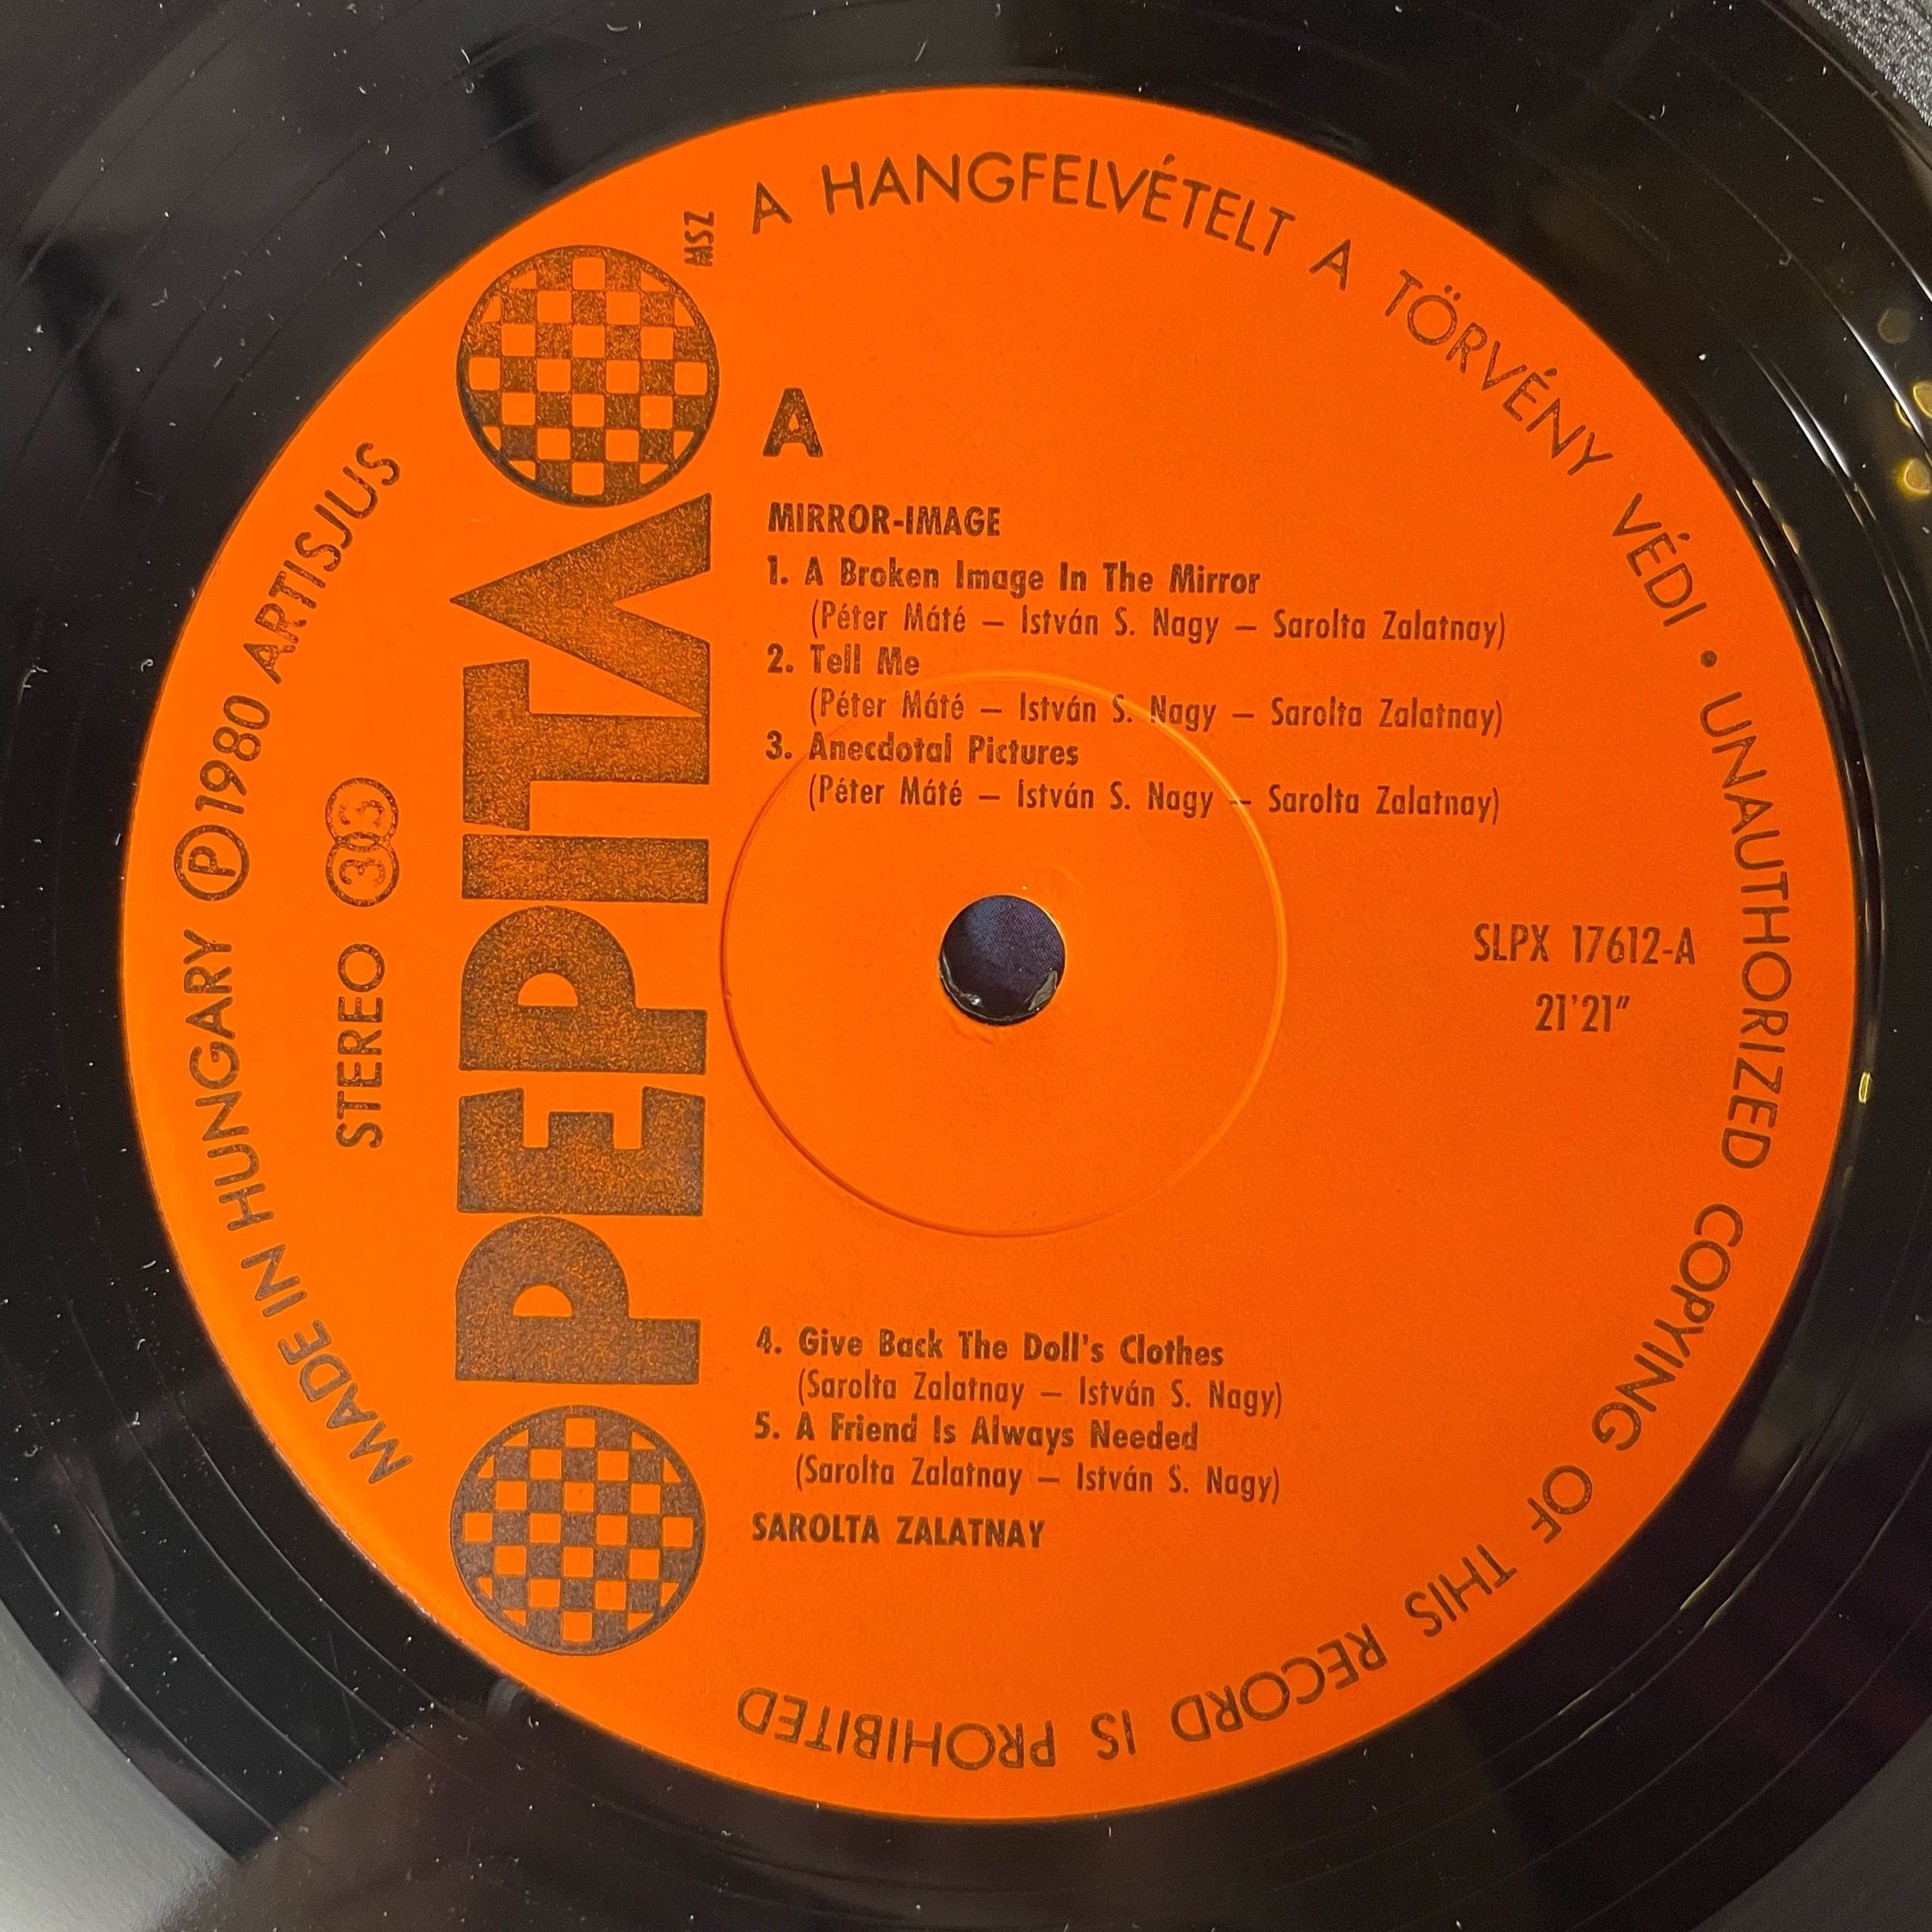 A HANGFELVÉTELT A TÖRVÉNY VÉDI • UNAUTHORIZED COPYING OF THIS RECORD IS PROHIBITED
MADE IN HUNGARY Ⓟ 1980 ARTISJUS
STEREO 33
PEPITA
MSZ
A
MIRROR-IMAGE
1. A Broken Image In The Mirror
(Péter Máté — István S. Nagy — Sarolta Zalatnay)
2. Tell Me
(Péter Máté — István S. Nagy — Sarolta Zalatnay)
3. Anecdotal Pictures
(Péter Máté — István S. Nagy — Sarolta Zalatnay)
SLPX 17612-A
21'21"
4. Give Back The Doll's Clothes
(Sarolta Zalatnay — István S. Nagy)
5. A Friend Is Always Needed
(Sarolta Zalatnay — István S. Nagy)
SAROLTA ZALATNAY